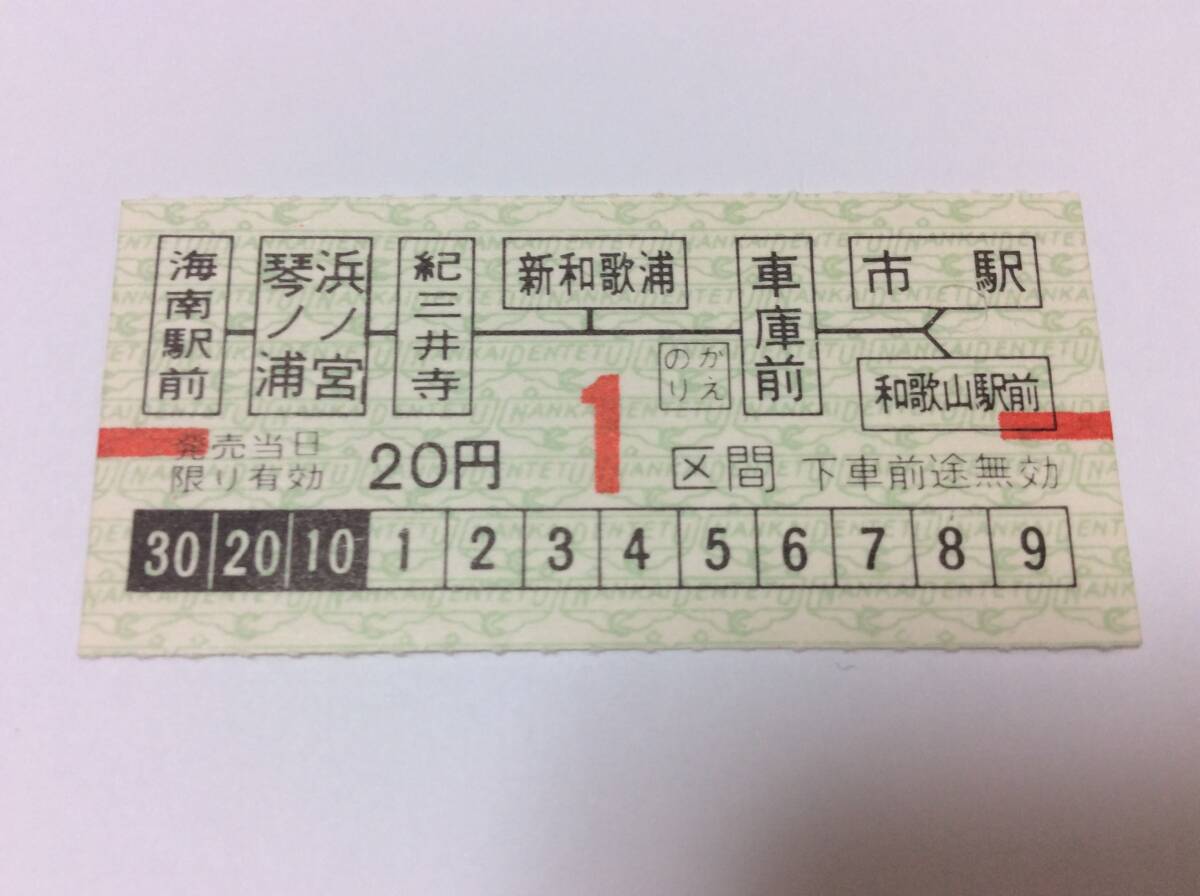 海南駅前
琴ノ浦
浜ノ宮
紀三井寺
新和歌浦
車庫前
市駅
和歌山駅前
のり
がえ
発売当日
限り有効
20円
1
区間
下車前途無効
30 20 10 1 2 3 4 5 6 7 8 9